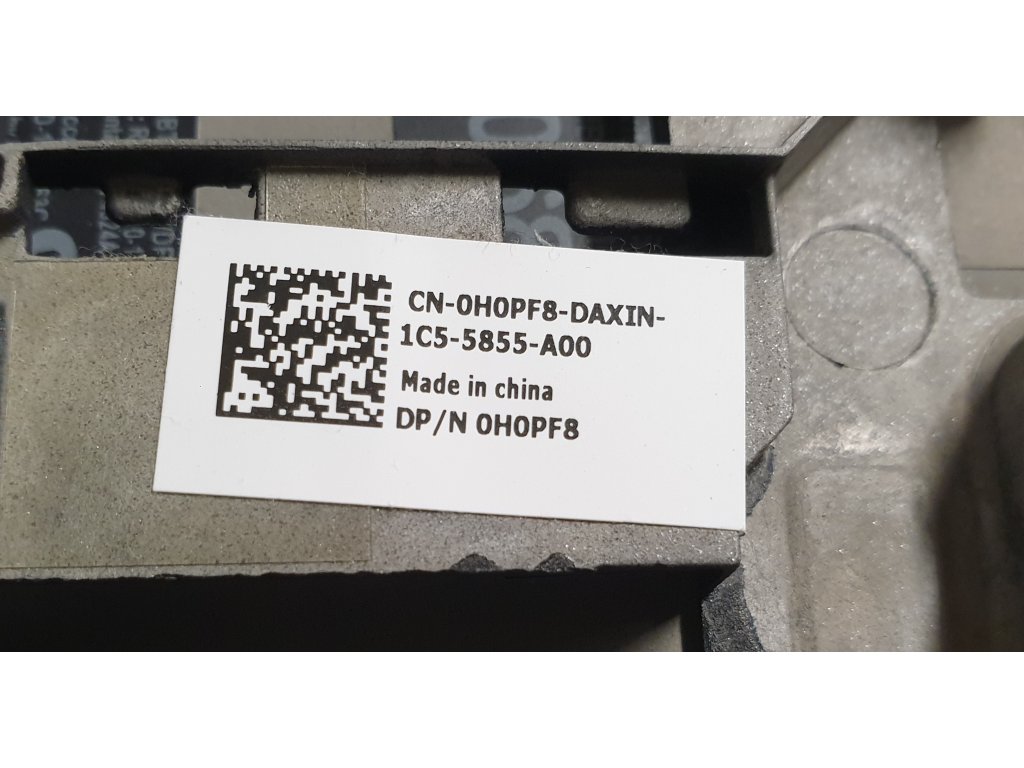 CN-0H0PF8-DAXIN-
1C5-5855-A00
Made in china
DP/N 0H0PF8